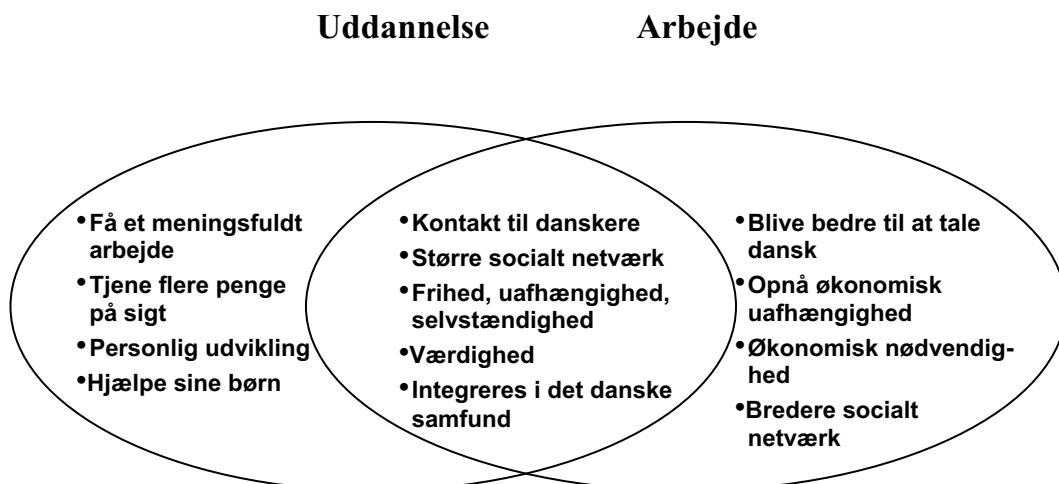 Uddannelse Arbejde
•Få et meningsfuldt
arbejde
•Tjene flere penge
på sigt
•Personlig udvikling
•Hjælpe sine børn
•Kontakt til danskere
•Større socialt netværk
•Frihed, uafhængighed,
selvstændighed
•Værdighed
•Integreres i det danske
samfund
•Blive bedre til at tale
dansk
•Opnå økonomisk
uafhængighed
•Økonomisk nødvendig-
hed
•Bredere socialt
netværk